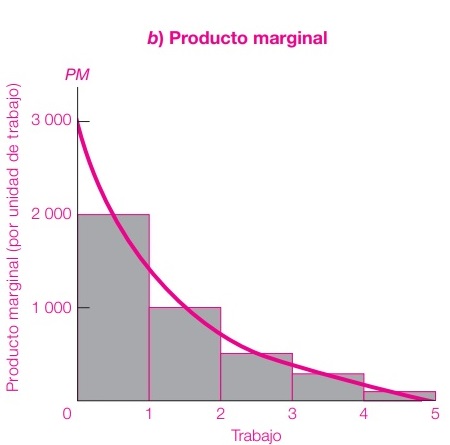 b) Producto marginal
PM
Producto marginal (por unidad de trabajo)
3 000
2 000
1 000
0 1 2 3 4 5
Trabajo